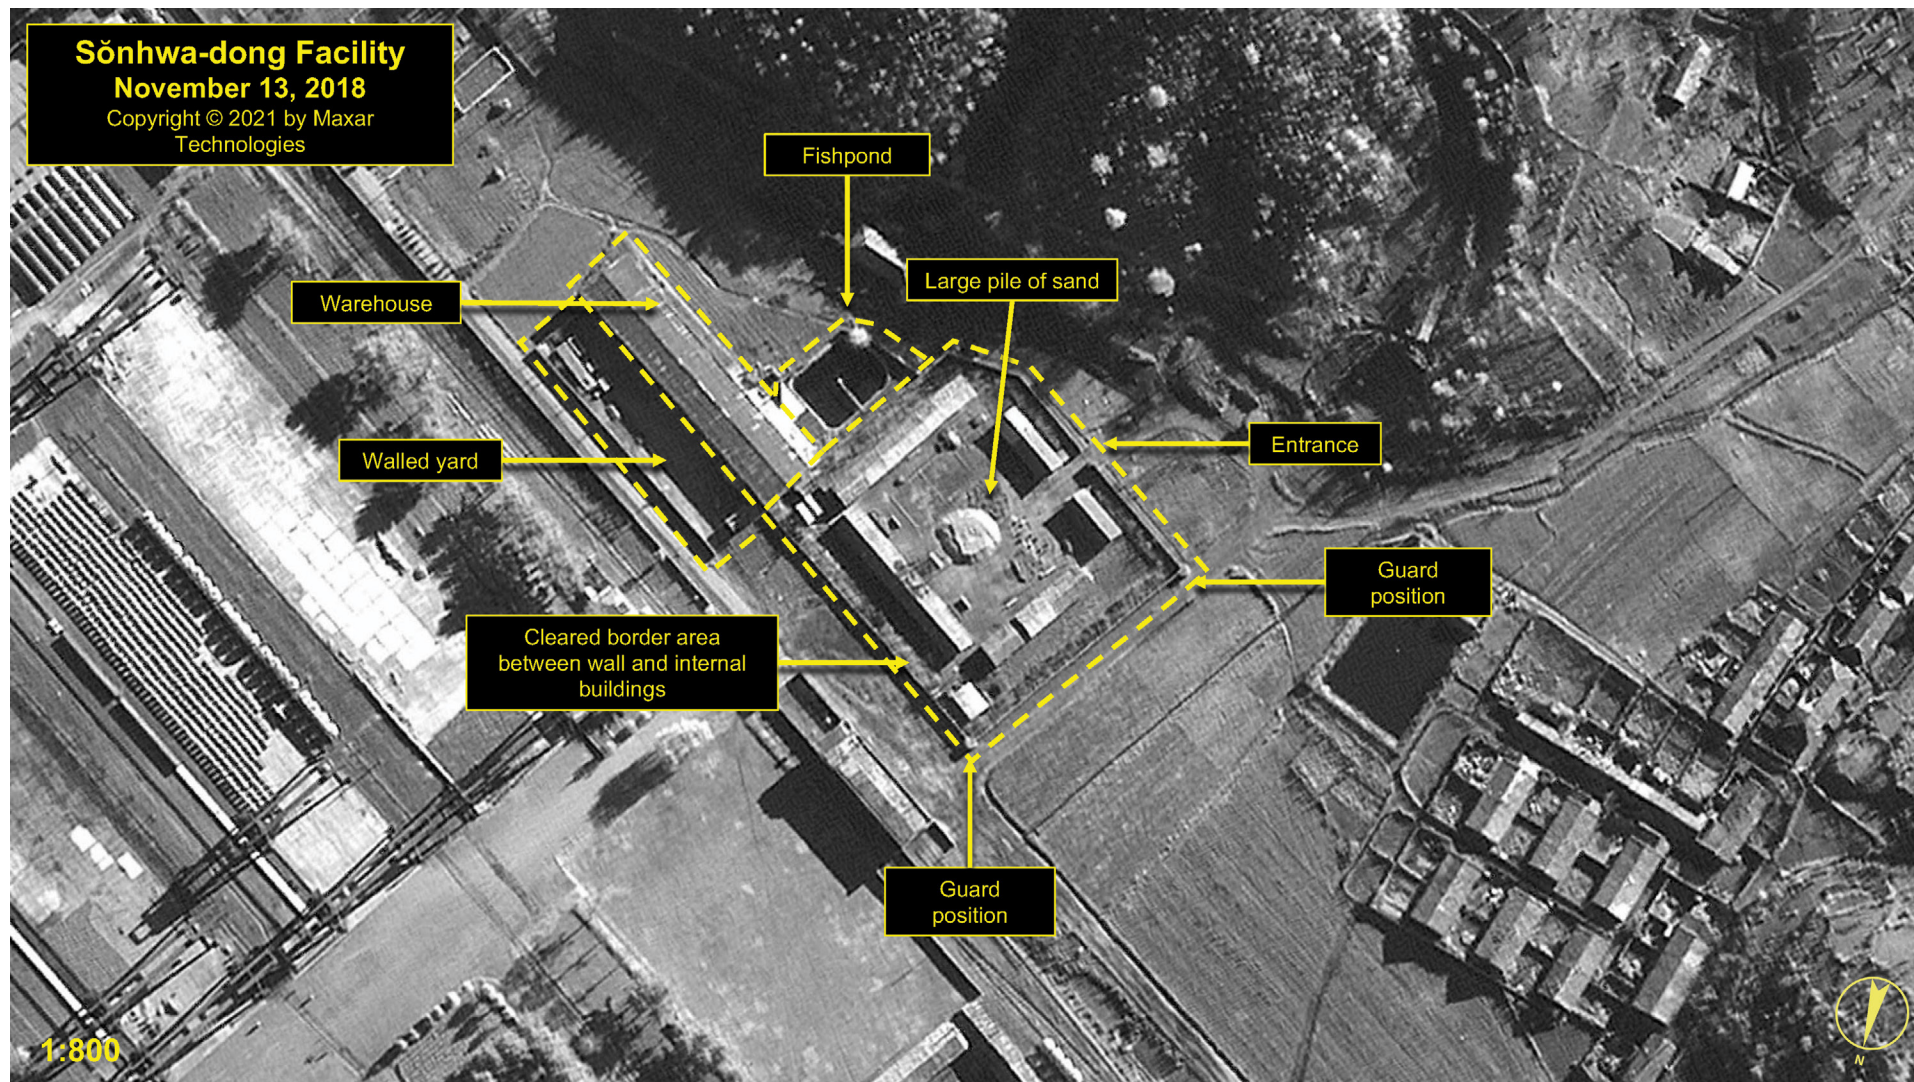 Sŏnhwa-dong Facility
November 13, 2018
Copyright © 2021 by Maxar
Technologies
Fishpond
Large pile of sand
Warehouse
Entrance
Walled yard
Guard
position
Cleared border area
between wall and internal
buildings
Guard
position
1:800
N